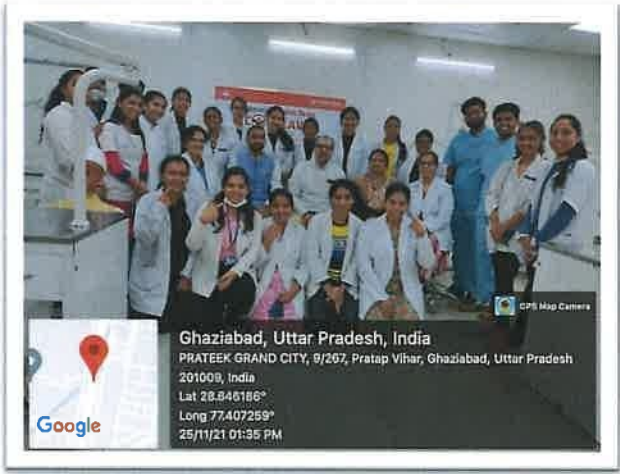 GPS Map Camera
Ghaziabad, Uttar Pradesh, India
PRATEEK GRAND CITY, 9/267, Pratap Vihar, Ghaziabad, Uttar Pradesh
201009, India
Lat 28.646186°
Long 77.407259°
25/11/21 01:35 PM
Google